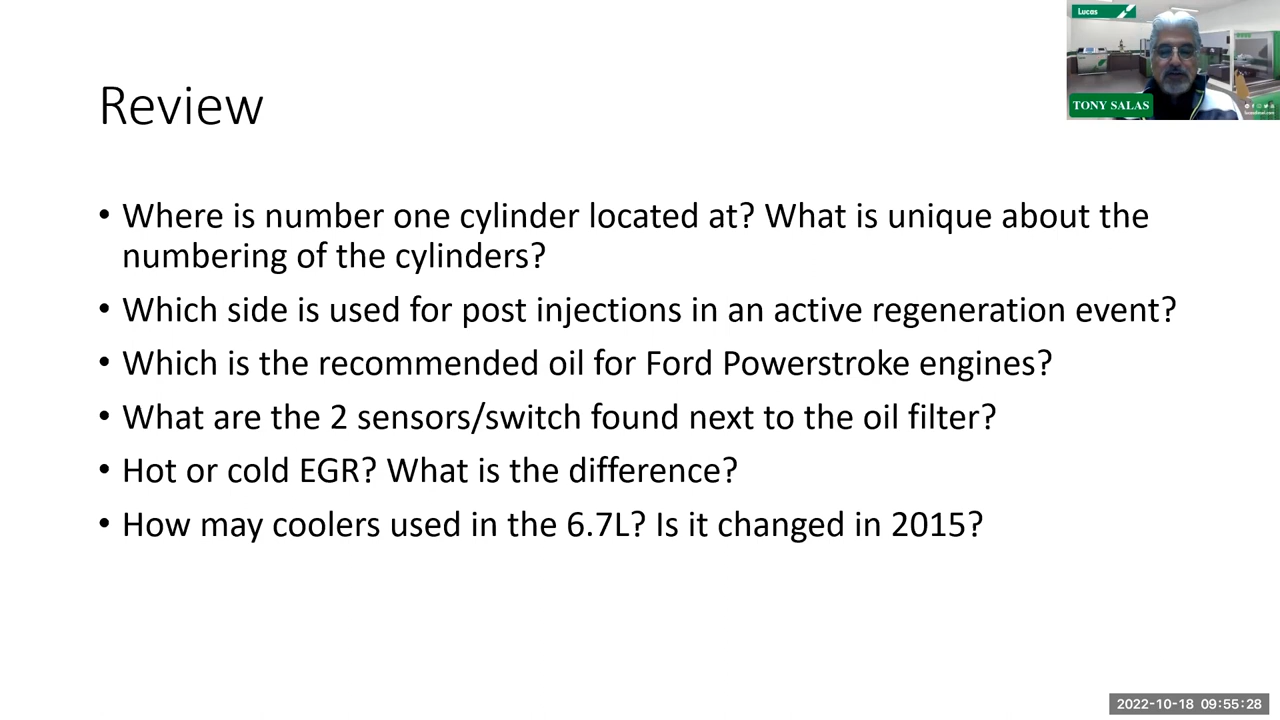 Lucas
TONY SALAS
Review
• Where is number one cylinder located at? What is unique about the
numbering of the cylinders?
• Which side is used for post injections in an active regeneration event?
• Which is the recommended oil for Ford Powerstroke engines?
• What are the 2 sensors/switch found next to the oil filter?
• Hot or cold EGR? What is the difference?
• How may coolers used in the 6.7L? Is it changed in 2015?
2022-10-18 09:55:28